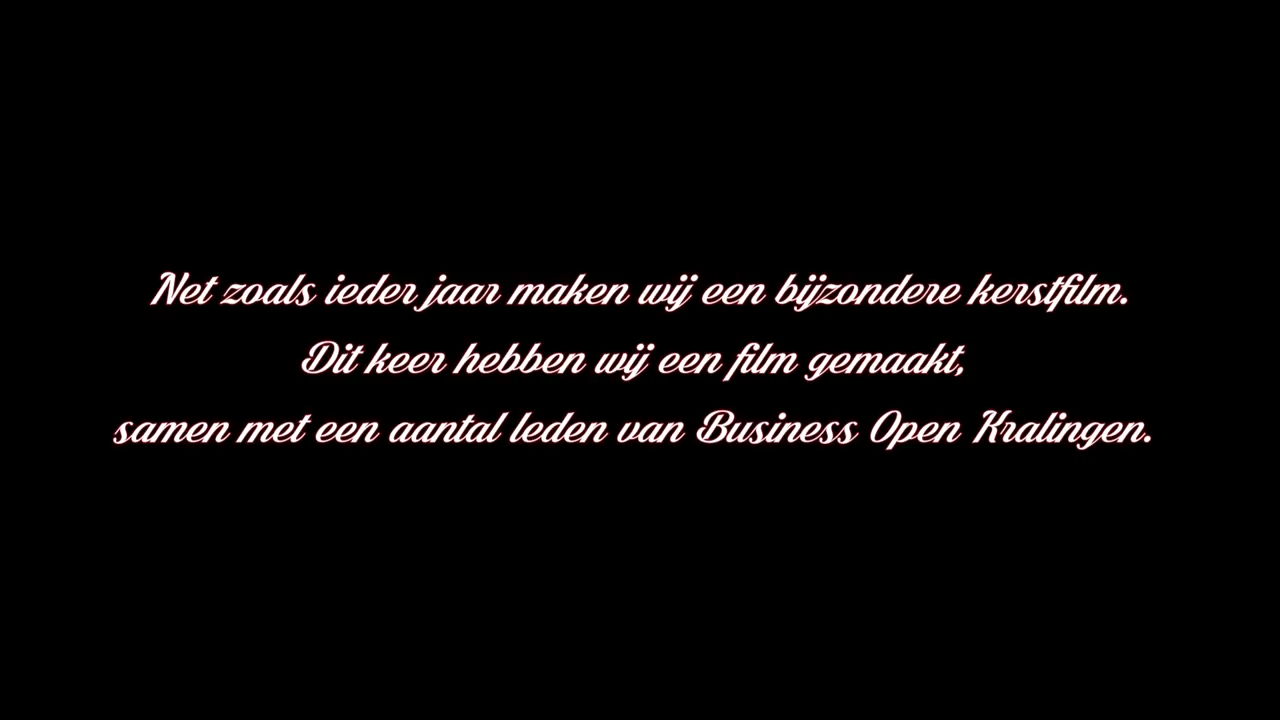 Net zoals ieder jaar maken wij een bijzondere kerstfilm.
Dit keer hebben wij een film gemaakt,
samen met een aantal leden van Business Open Kralingen.